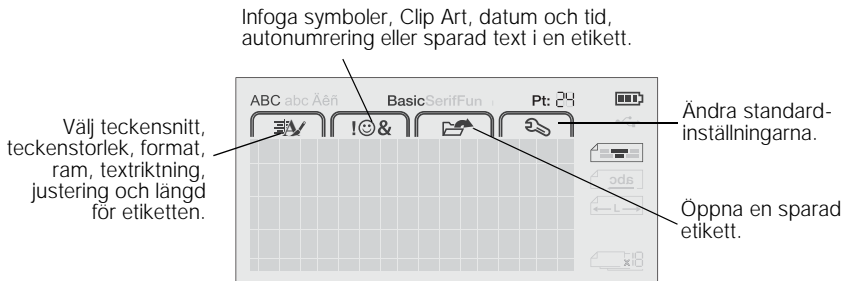 Infoga symboler, Clip Art, datum och tid,
autonumrering eller sparad text i en etikett.
Välj teckensnitt,
teckenstorlek, format,
ram, textriktning,
justering och längd
för etiketten.
ABC abc Äêñ BasicSerifFun Pt: 24
!☺&
abc
L
x18
Ändra standard-
inställningarna.
Öppna en sparad
etikett.